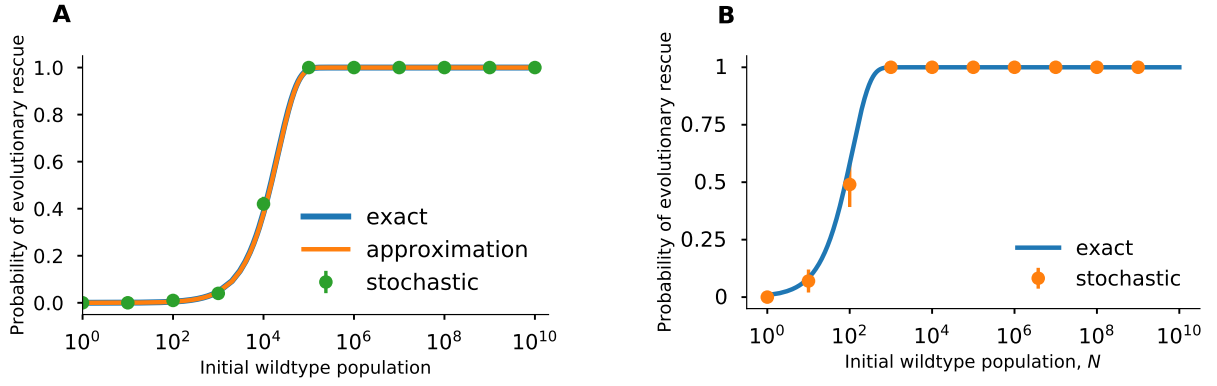 A
Probability of evolutionary rescue
1.0
0.8
0.6
0.4
0.2
0.0
exact
approximation
stochastic
10^0 10^2 10^4 10^6 10^8 10^10
Initial wildtype population
B
Probability of evolutionary rescue
1
0.75
0.5
0.25
0
exact
stochastic
10^0 10^2 10^4 10^6 10^8 10^10
Initial wildtype population, N